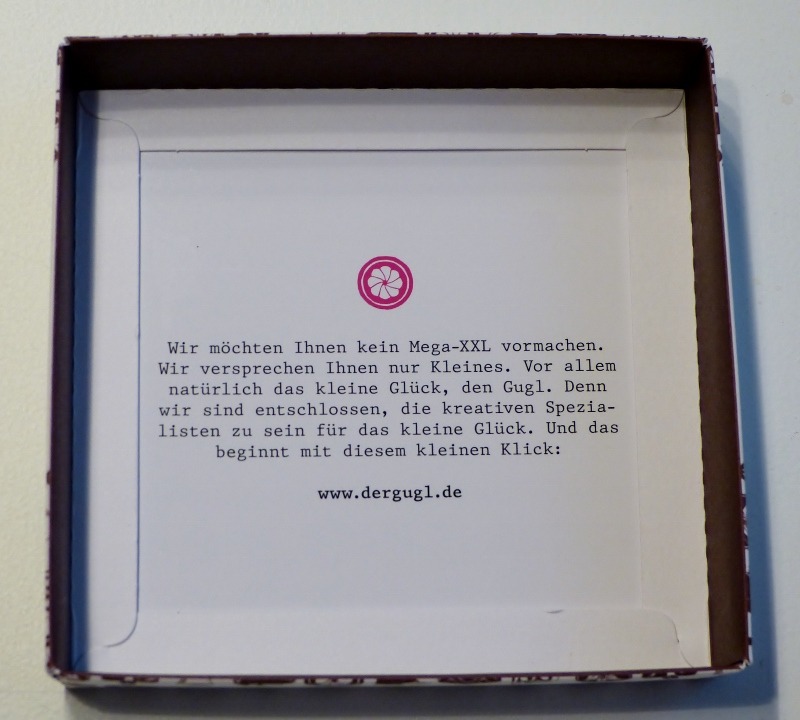 Wir möchten Ihnen kein Mega-XXL vormachen.
Wir versprechen Ihnen nur Kleines. Vor allem
natürlich das kleine Glück, den Gugl. Denn
wir sind entschlossen, die kreativen Spezia-
listen zu sein für das kleine Glück. Und das
beginnt mit diesem kleinen Klick:
www.dergugl.de